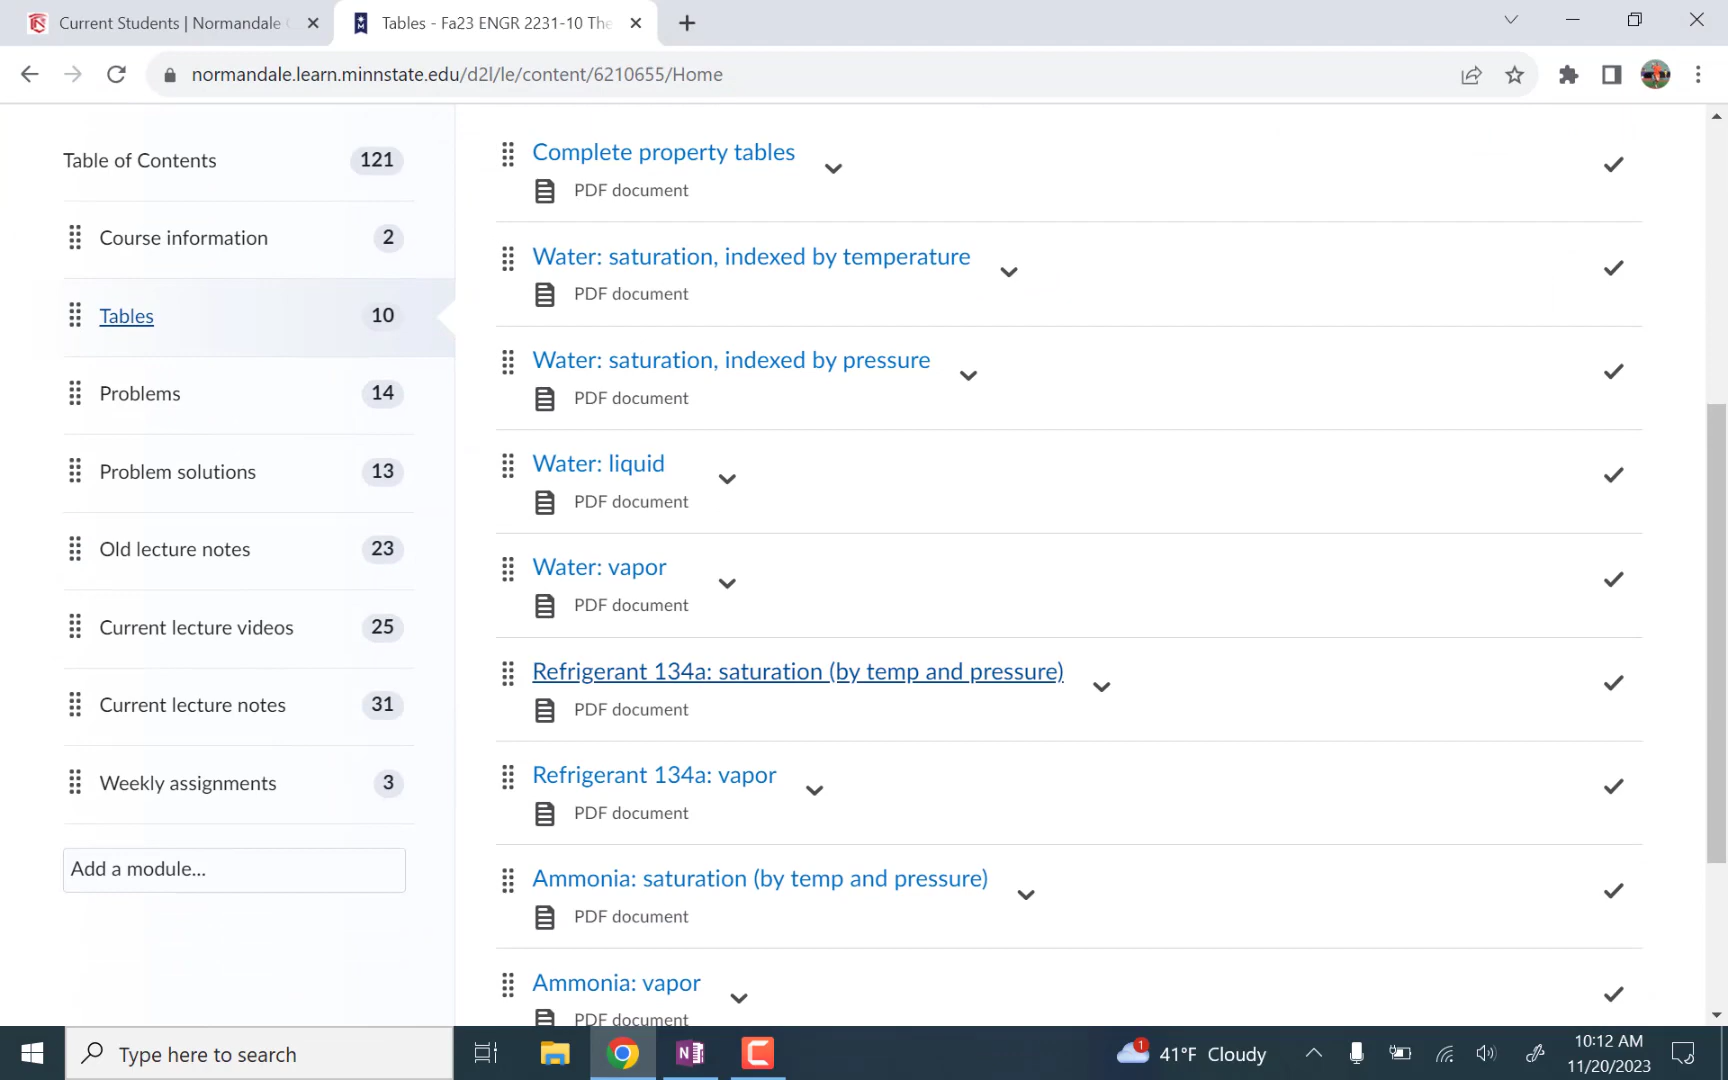 Current Students | Normandale
Tables - Fa23 ENGR 2231-10 The
normandale.learn.minnstate.edu/d2l/le/content/6210655/Home
Table of Contents 121
Course information 2
Tables 10
Problems 14
Problem solutions 13
Old lecture notes 23
Current lecture videos 25
Current lecture notes 31
Weekly assignments 3
Add a module...
Complete property tables
PDF document
Water: saturation, indexed by temperature
PDF document
Water: saturation, indexed by pressure
PDF document
Water: liquid
PDF document
Water: vapor
PDF document
Refrigerant 134a: saturation (by temp and pressure)
PDF document
Refrigerant 134a: vapor
PDF document
Ammonia: saturation (by temp and pressure)
PDF document
Ammonia: vapor
PDF document
Type here to search
N
1
41°F Cloudy
10:12 AM
11/20/2023